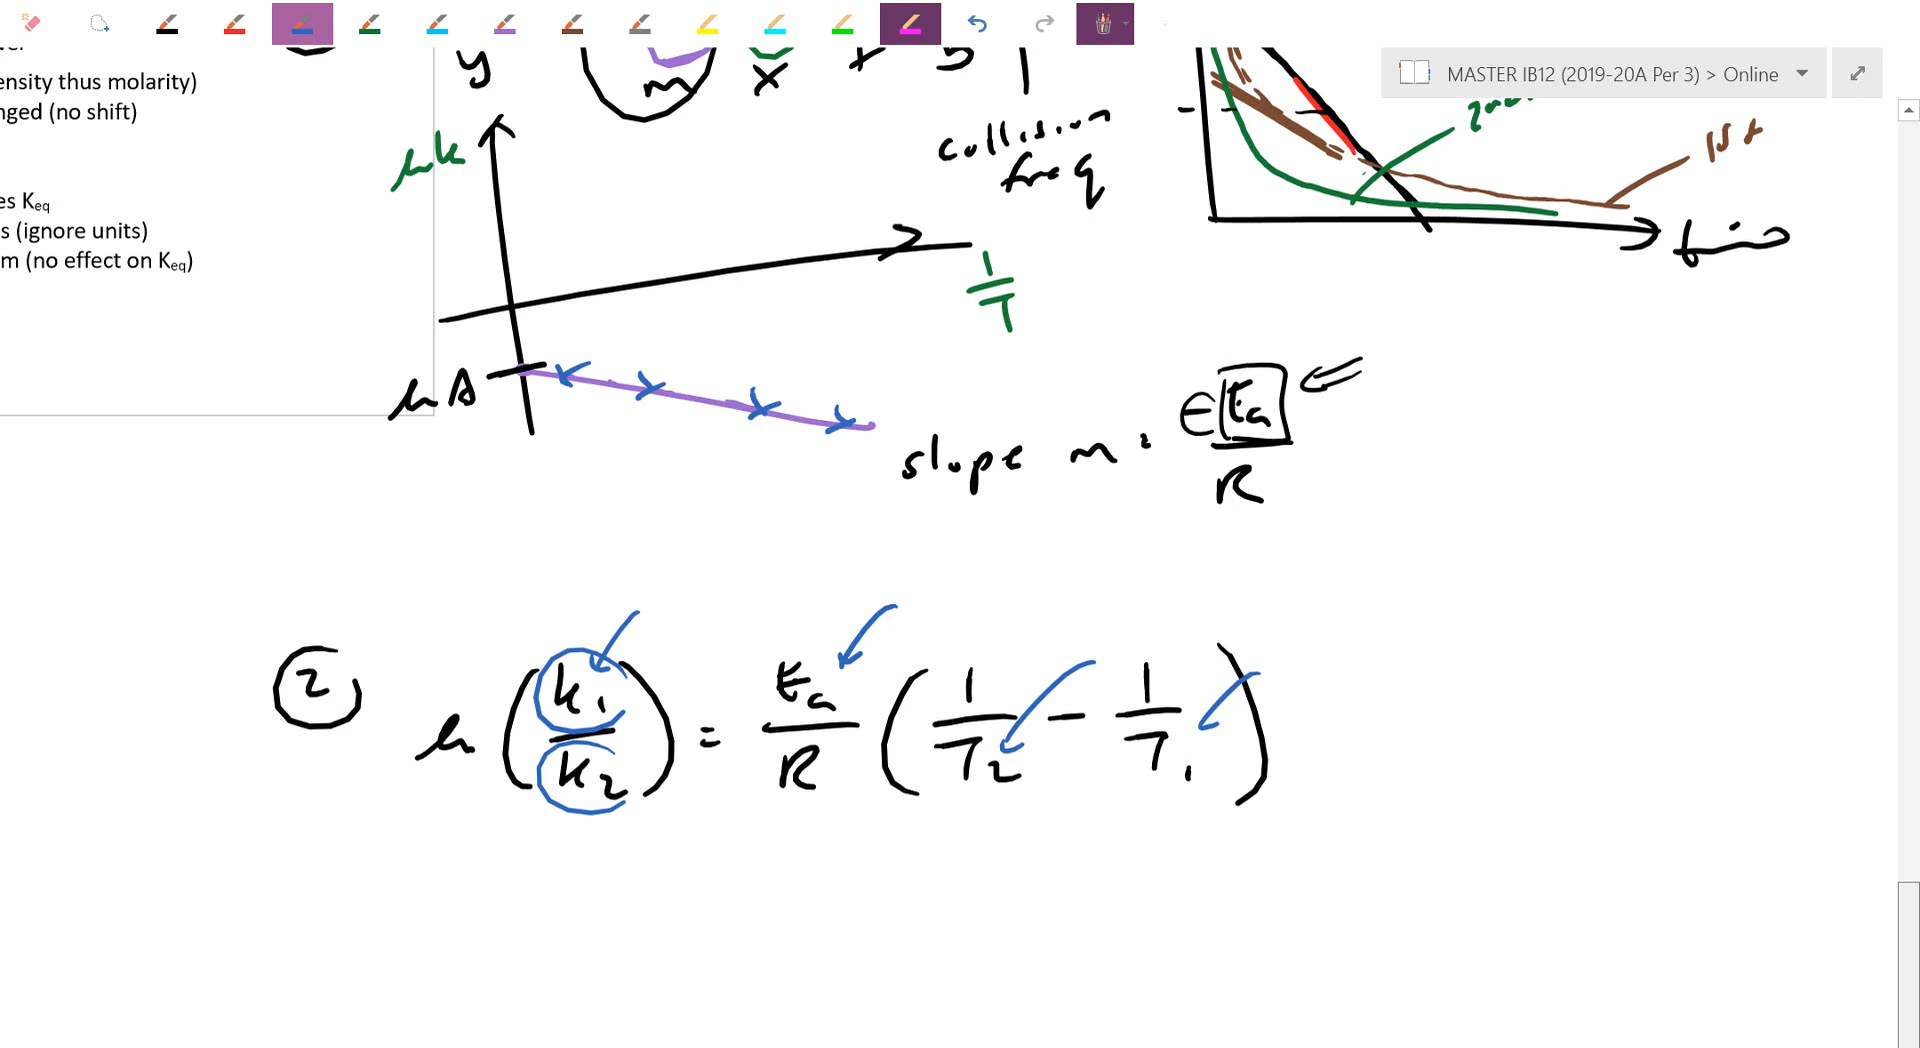 MASTER IB12 (2019-20A Per 3) > Online
ensity thus molarity)
nged (no shift)
es Keq
s (ignore units)
m (no effect on Keq)
y
m
x
ln k
collision
freq
1/T
ln A
slope m = -Ea/R
1st
time
2
ln (k1/k2) = Ea/R (1/T2 - 1/T1)